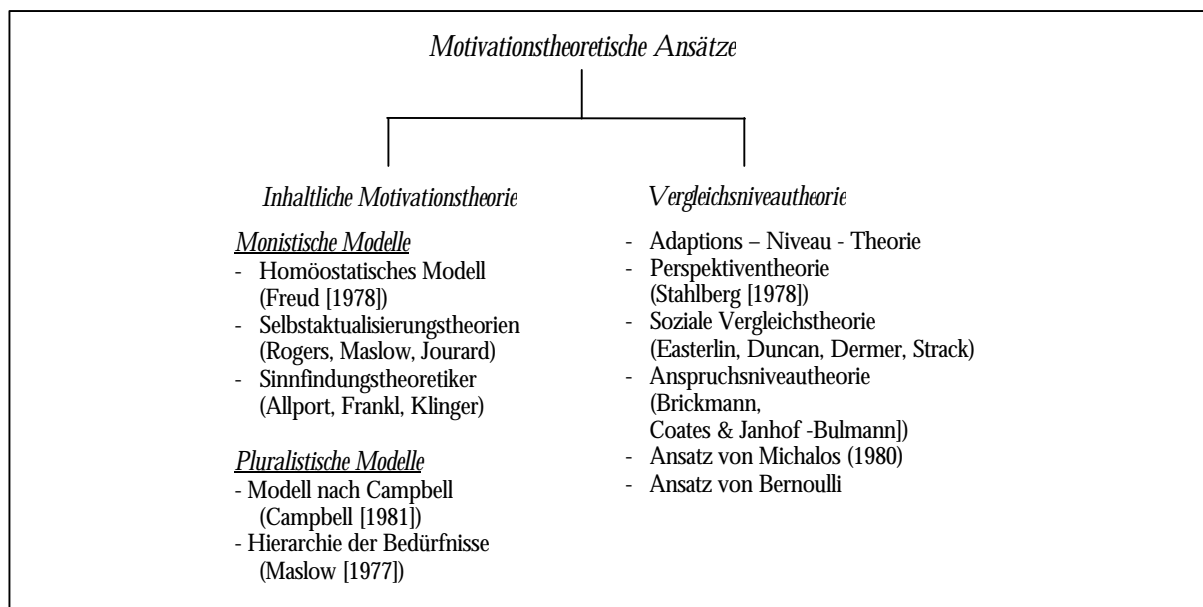 Motivationstheoretische Ansätze
Inhaltliche Motivationstheorie
Monistische Modelle
- Homöostatisches Modell
(Freud [1978])
- Selbstaktualisierungstheorien
(Rogers, Maslow, Jourard)
- Sinnfindungstheoretiker
(Allport, Frankl, Klinger)
Pluralistische Modelle
- Modell nach Campbell
(Campbell [1981])
- Hierarchie der Bedürfnisse
(Maslow [1977])
Vergleichsniveautheorie
- Adaptions – Niveau - Theorie
- Perspektiventheorie
(Stahlberg [1978])
- Soziale Vergleichstheorie
(Easterlin, Duncan, Dermer, Strack)
- Anspruchsniveautheorie
(Brickmann,
Coates & Janhof -Bulmann])
- Ansatz von Michalos (1980)
- Ansatz von Bernoulli